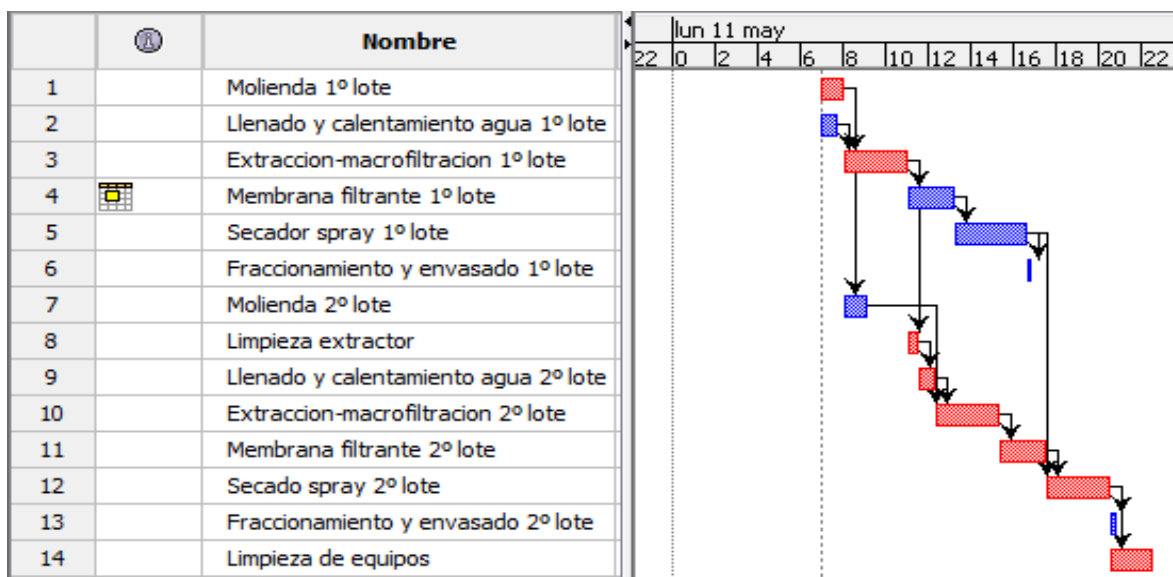 Nombre
lun 11 may
22 0 2 4 6 8 10 12 14 16 18 20 22
1 Molienda 1º lote
2 Llenado y calentamiento agua 1º lote
3 Extraccion-macrofiltracion 1º lote
4 Membrana filtrante 1º lote
5 Secador spray 1º lote
6 Fraccionamiento y envasado 1º lote
7 Molienda 2º lote
8 Limpieza extractor
9 Llenado y calentamiento agua 2º lote
10 Extraccion-macrofiltracion 2º lote
11 Membrana filtrante 2º lote
12 Secado spray 2º lote
13 Fraccionamiento y envasado 2º lote
14 Limpieza de equipos